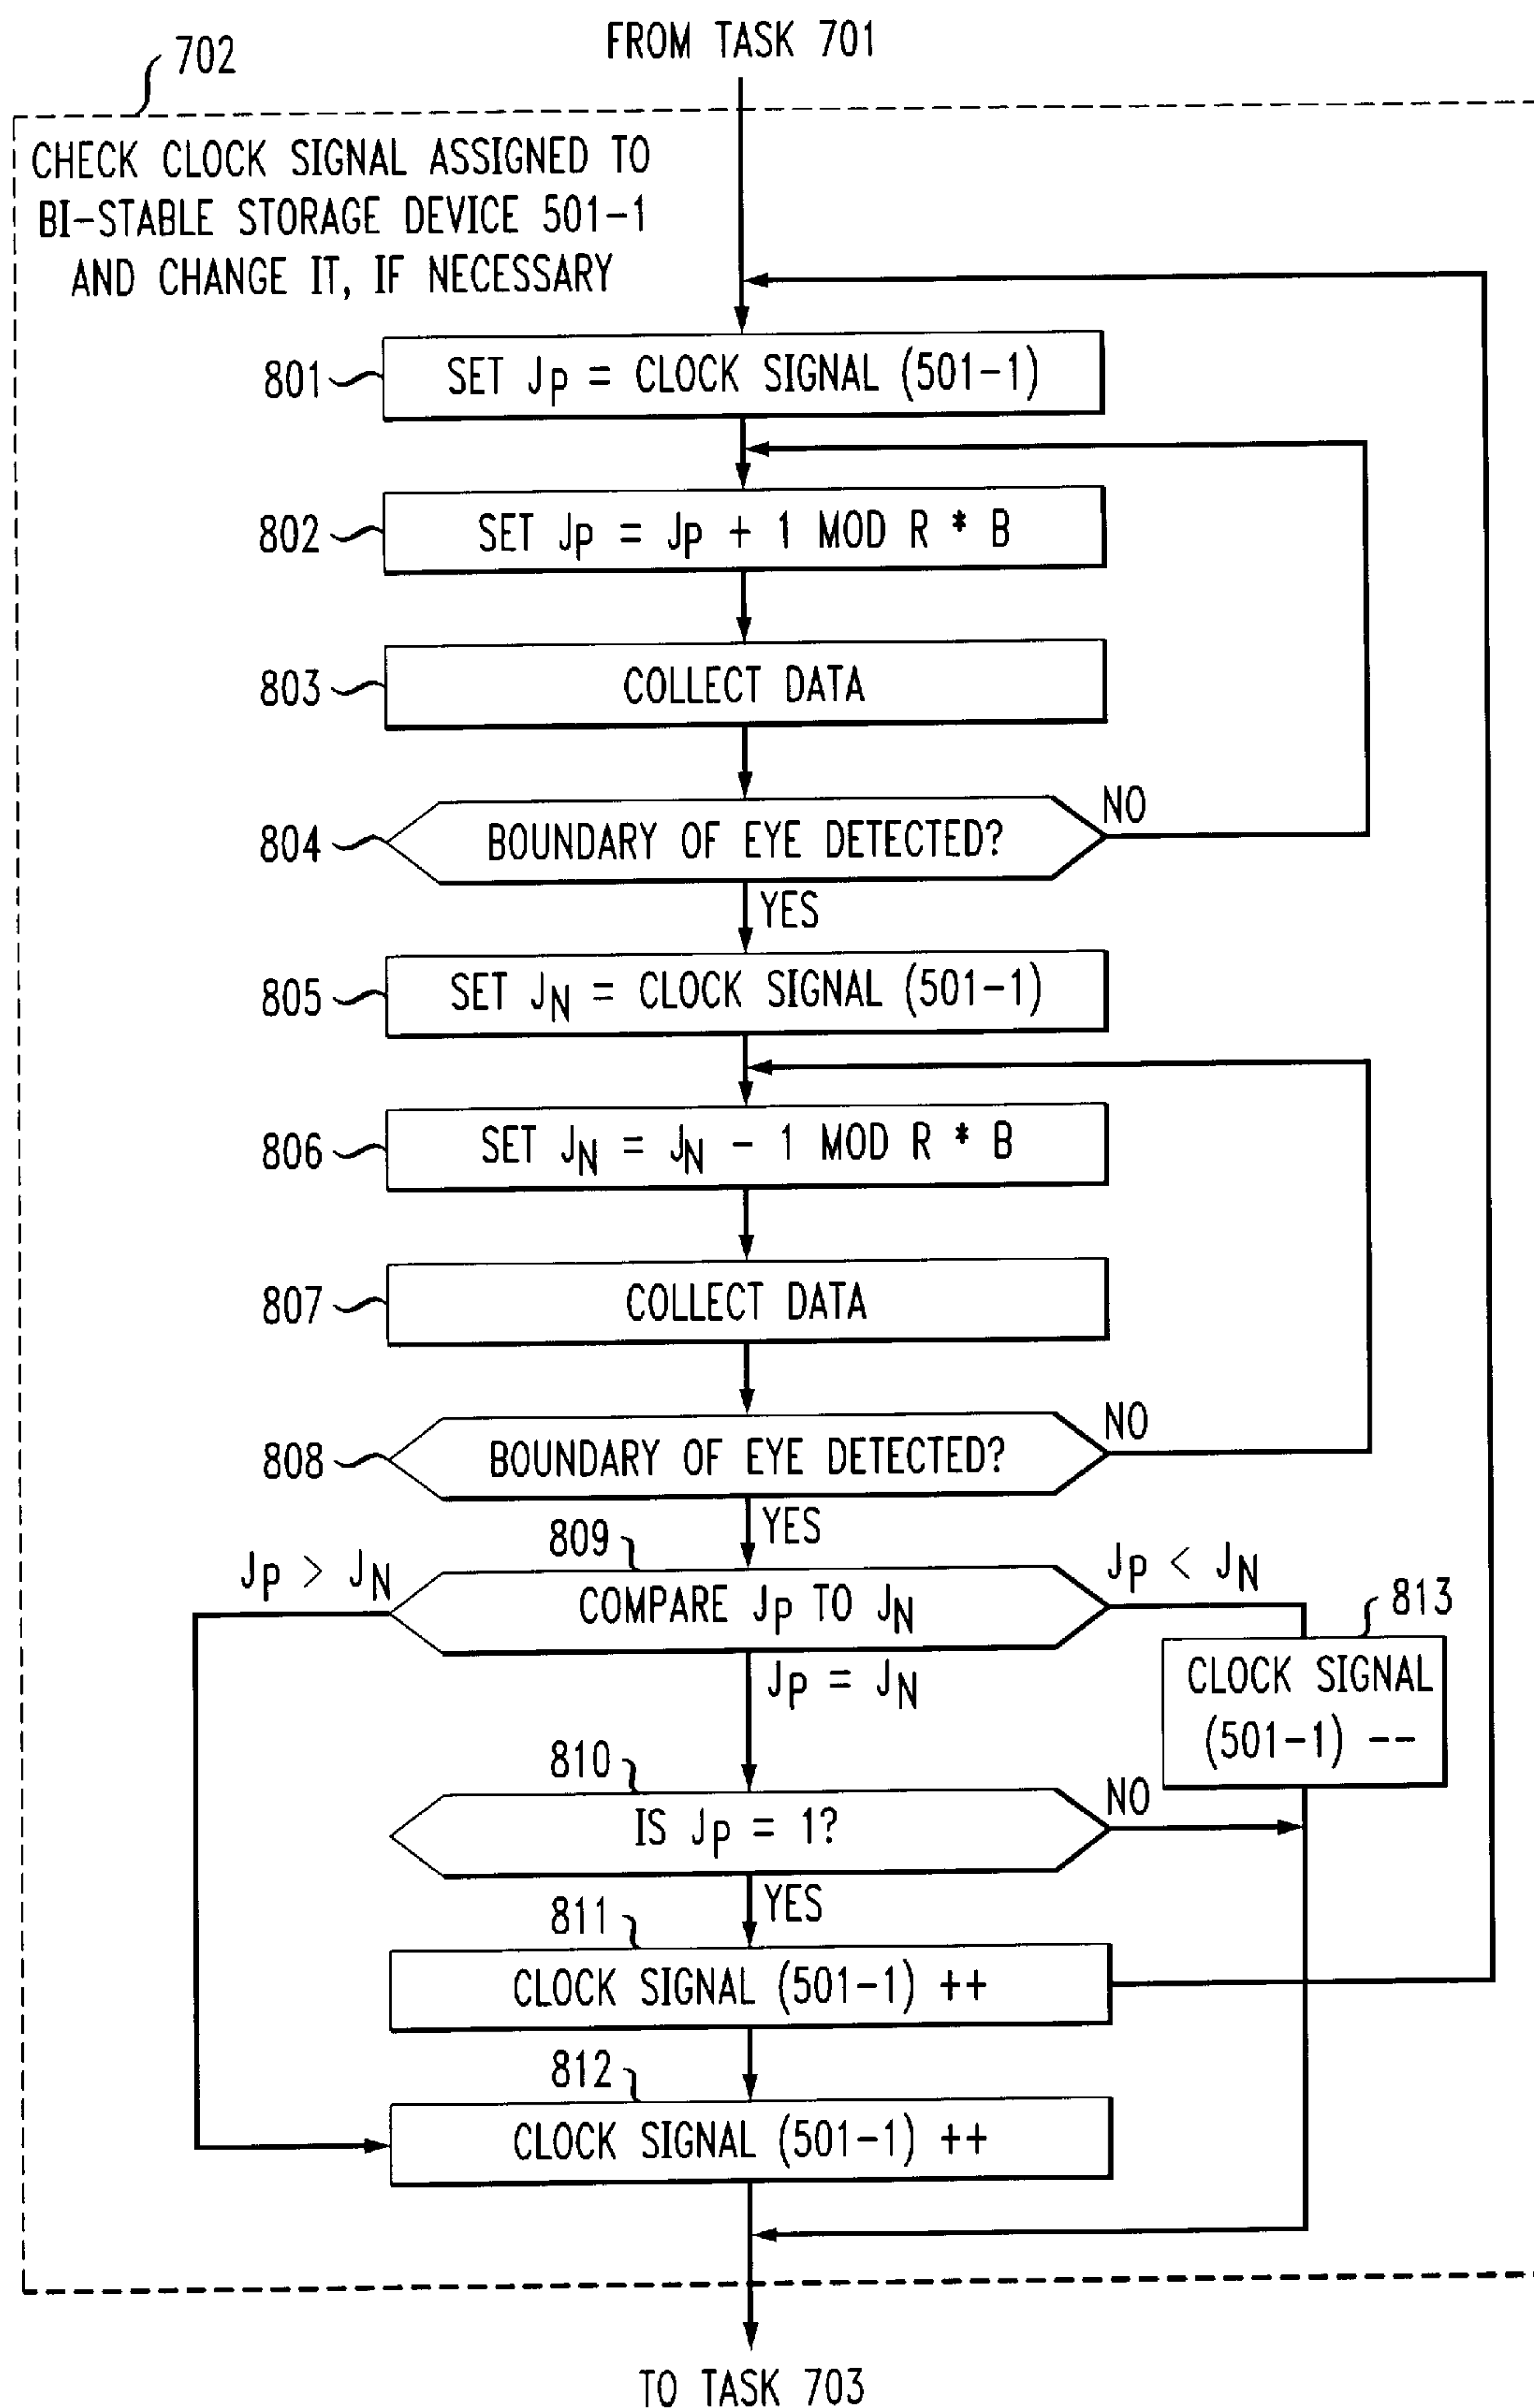 FROM TASK 701
702
CHECK CLOCK SIGNAL ASSIGNED TO
BI-STABLE STORAGE DEVICE 501-1
AND CHANGE IT, IF NECESSARY
801
SET JP = CLOCK SIGNAL (501-1)
802
SET JP = JP + 1 MOD R * B
803
COLLECT DATA
804
BOUNDARY OF EYE DETECTED?
NO
YES
805
SET JN = CLOCK SIGNAL (501-1)
806
SET JN = JN - 1 MOD R * B
807
COLLECT DATA
808
BOUNDARY OF EYE DETECTED?
NO
YES
809
JP > JN
COMPARE JP TO JN
JP < JN
813
JP = JN
CLOCK SIGNAL
(501-1) --
810
IS JP = 1?
NO
YES
811
CLOCK SIGNAL (501-1) ++
812
CLOCK SIGNAL (501-1) ++
TO TASK 703